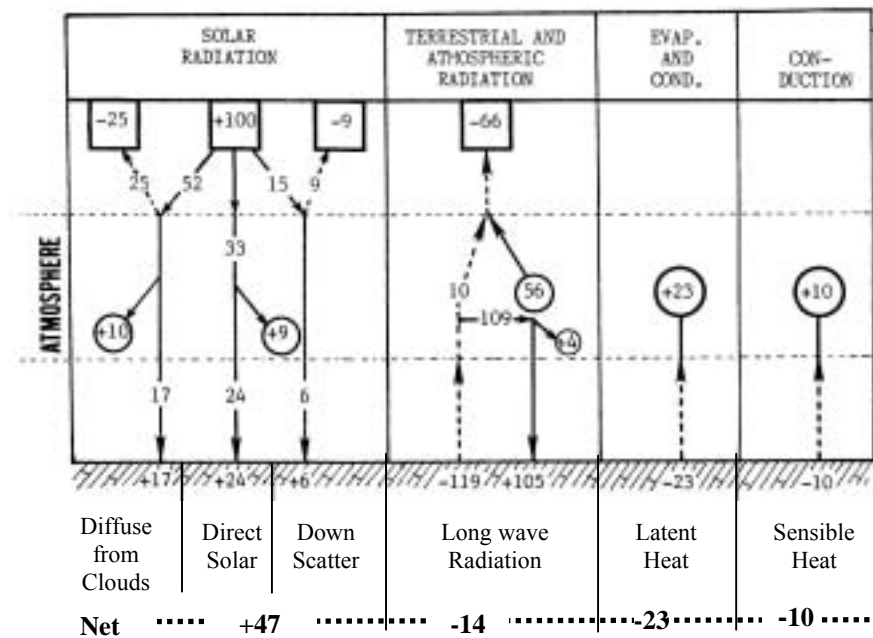 SOLAR
RADIATION
TERRESTRIAL AND
ATMOSPHERIC
RADIATION
EVAP.
AND
COND.
CON-
DUCTION
-25 +100 -9 -66
25 52 15 9
33
ATMOSPHERE
10 56 +23 +10
109
+10 +9 +4
17 24 6
+17 +24 +6 -119 +105 -23 -10
Diffuse
from
Clouds
Direct
Solar
Down
Scatter
Long wave
Radiation
Latent
Heat
Sensible
Heat
Net +47 -14 -23 -10